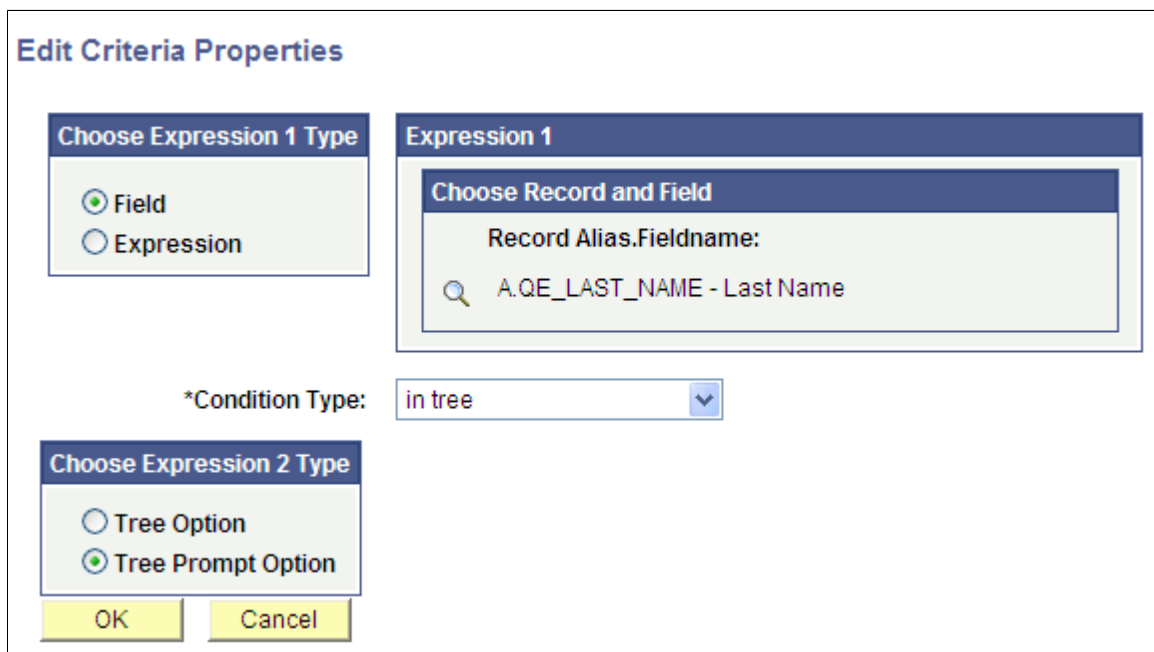 Edit Criteria Properties
Choose Expression 1 Type
Field
Expression
Expression 1
Choose Record and Field
Record Alias.Fieldname:
A.QE_LAST_NAME - Last Name
*Condition Type:
in tree
Choose Expression 2 Type
Tree Option
Tree Prompt Option
OK
Cancel